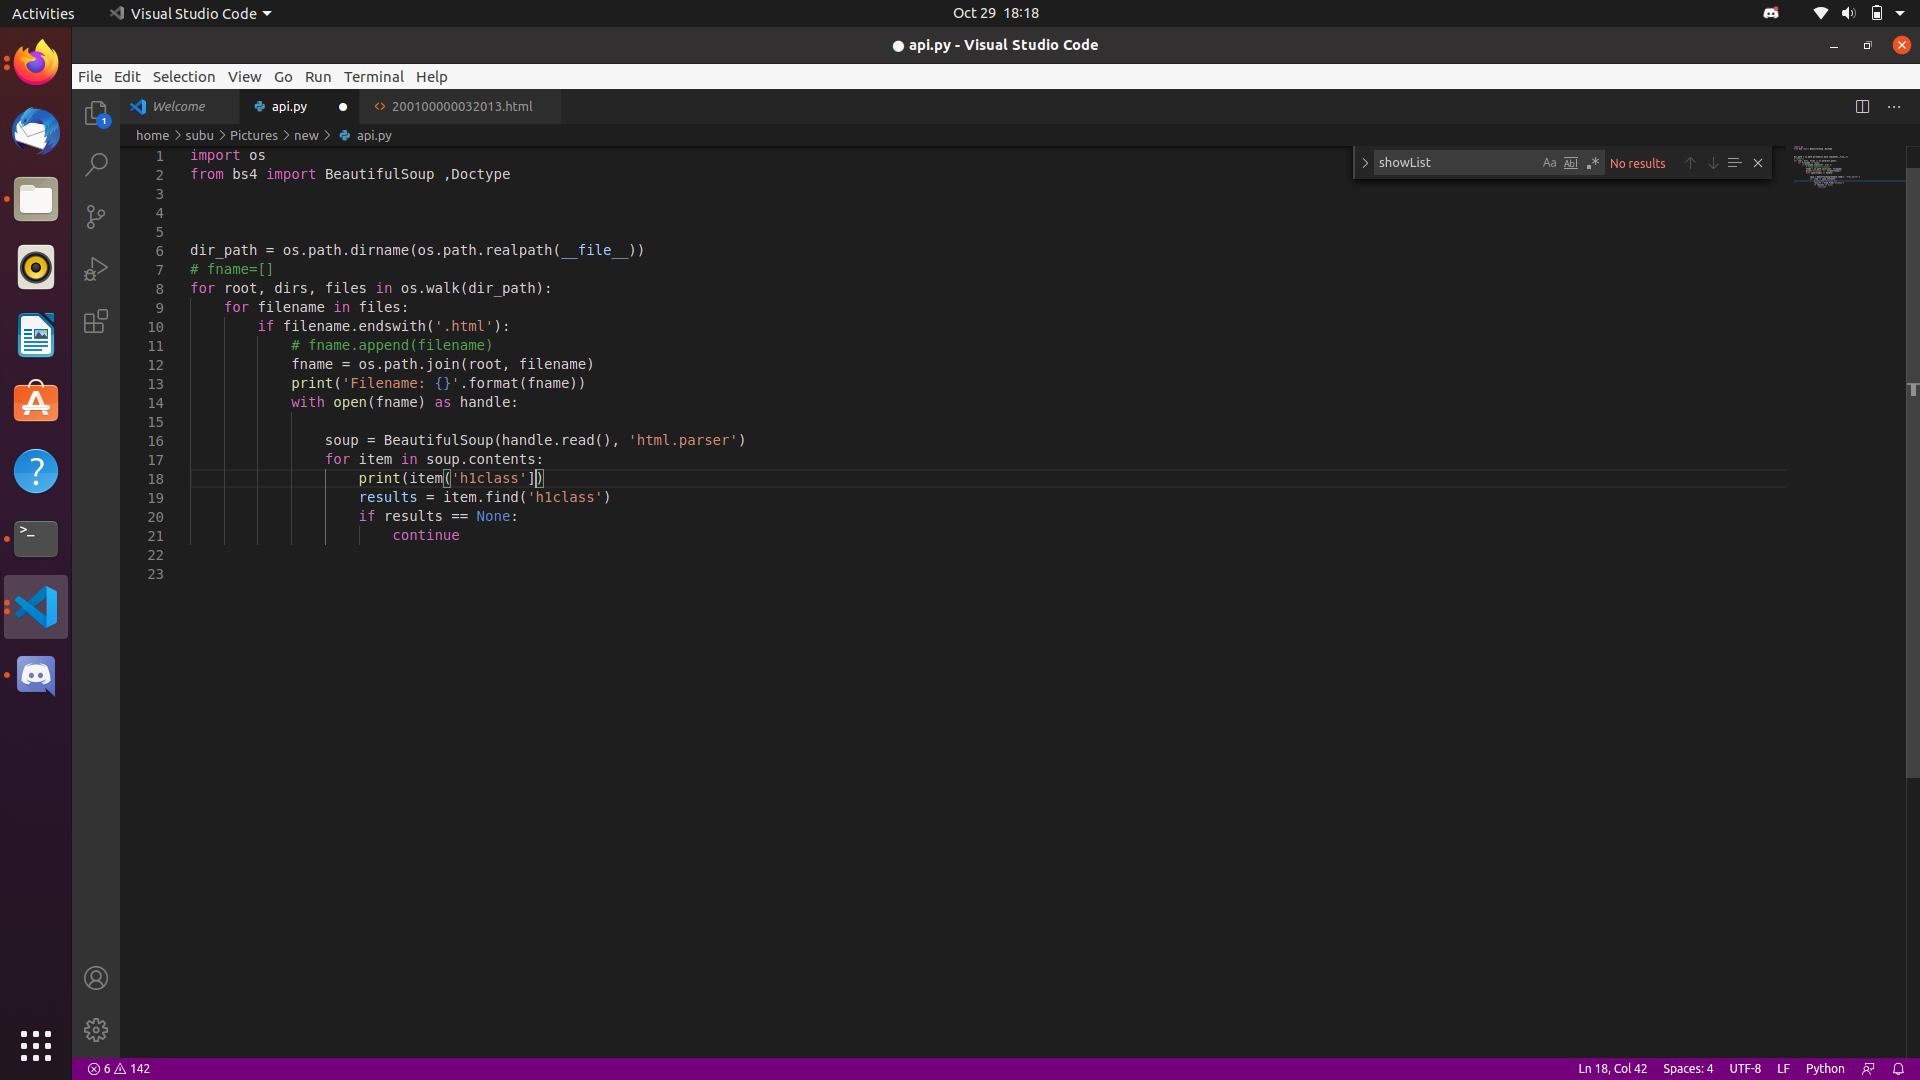 Activities
Visual Studio Code
Oct 29 18:18
● api.py - Visual Studio Code
File Edit Selection View Go Run Terminal Help
Welcome
api.py
200100000032013.html
home > subu > Pictures > new > api.py
showList
Aa
Abl
No results
1 import os
2 from bs4 import BeautifulSoup ,Doctype
3
4
5
6 dir_path = os.path.dirname(os.path.realpath(__file__))
7 # fname=[]
8 for root, dirs, files in os.walk(dir_path):
9     for filename in files:
10         if filename.endswith('.html'):
11             # fname.append(filename)
12             fname = os.path.join(root, filename)
13             print('Filename: {}'.format(fname))
14             with open(fname) as handle:
15
16                 soup = BeautifulSoup(handle.read(), 'html.parser')
17                 for item in soup.contents:
18                     print(item('h1class'])
19                     results = item.find('h1class')
20                     if results == None:
21                         continue
22
23
1
6
142
Ln 18, Col 42
Spaces: 4
UTF-8
LF
Python